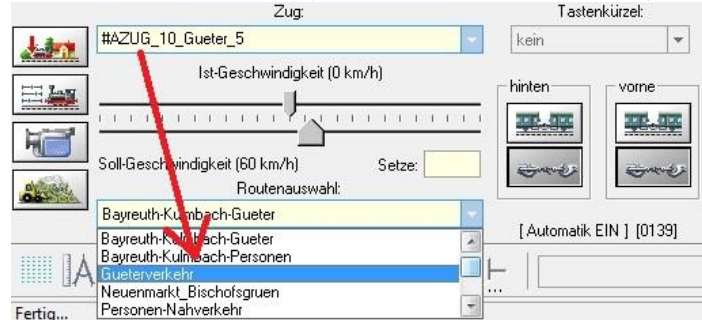 Zug:
Tastenkürzel:
#AZUG_10_Gueter_5
kein
Ist-Geschwindigkeit (0 km/h)
hinten
vorne
Soll-Geschwindigkeit (60 km/h)
Setze:
Routenauswahl:
Bayreuth-Kulmbach-Gueter
[ Automatik EIN ] [0139]
Bayreuth-Kulmbach-Gueter
Bayreuth-Kulmbach-Personen
Gueterverkehr
Neuenmarkt_Bischofsgruen
Personen-Nahverkehr
A
...
Fertig...